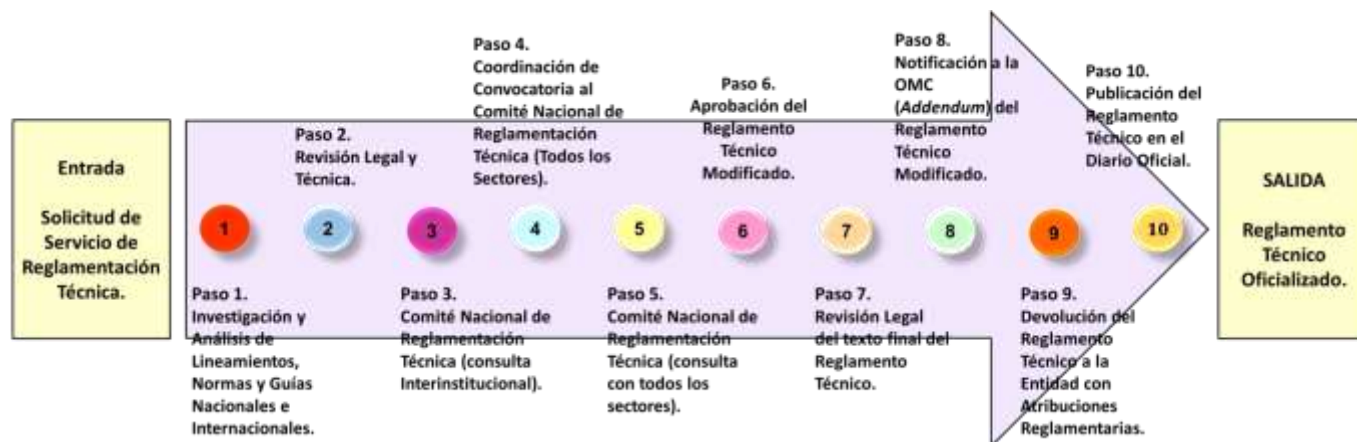 Entrada
Solicitud de
Servicio de
Reglamentación
Técnica.
Paso 1.
Investigación y
Análisis de
Lineamientos,
Normas y Guías
Nacionales e
Internacionales.
Paso 2.
Revisión Legal y
Técnica.
Paso 3.
Comité Nacional de
Reglamentación
Técnica (consulta
Interinstitucional).
Paso 4.
Coordinación de
Convocatoria al
Comité Nacional de
Reglamentación
Técnica (Todos los
Sectores).
Paso 5.
Comité Nacional de
Reglamentación
Técnica (consulta
con todos los
sectores).
Paso 6.
Aprobación del
Reglamento
Técnico
Modificado.
Paso 7.
Revisión Legal
del texto final del
Reglamento
Técnico.
Paso 8.
Notificación a la
OMC
(Addendum) del
Reglamento
Técnico
Modificado.
Paso 9.
Devolución del
Reglamento
Técnico a la
Entidad con
Atribuciones
Reglamentarias.
Paso 10.
Publicación del
Reglamento
Técnico en el
Diario Oficial.
1
2
3
4
5
6
7
8
9
10
SALIDA
Reglamento
Técnico
Oficializado.